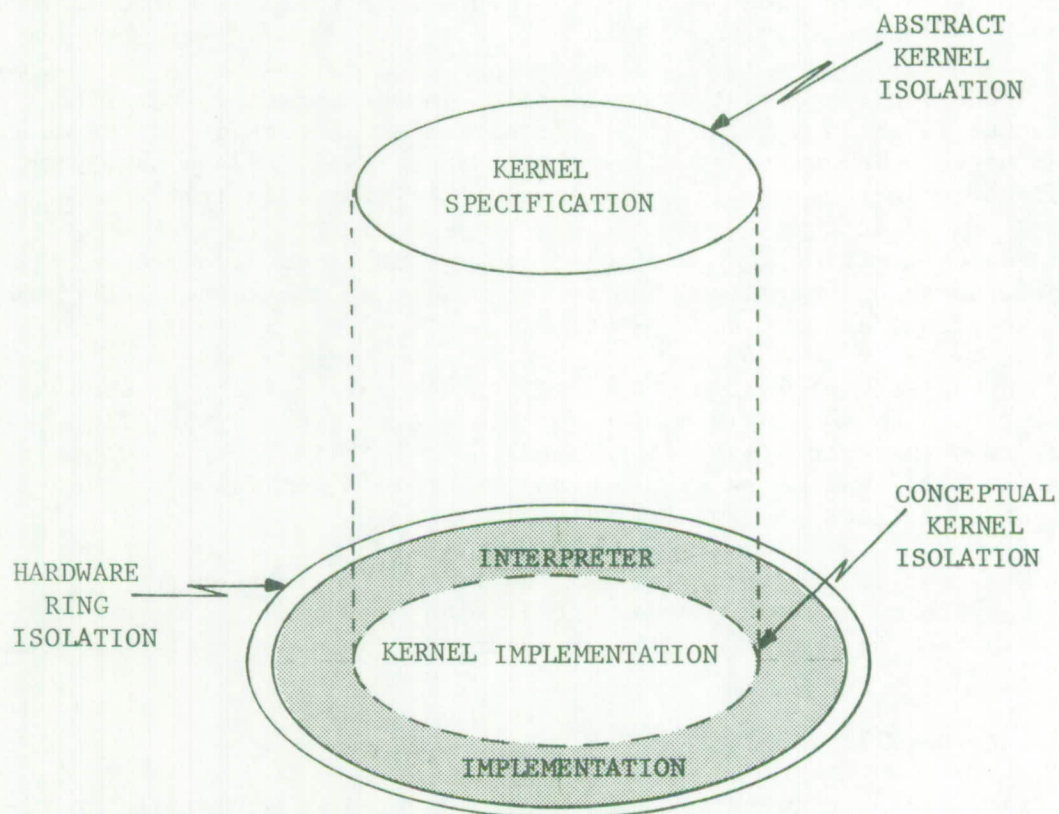 ABSTRACT
KERNEL
ISOLATION
KERNEL
SPECIFICATION
CONCEPTUAL
KERNEL
ISOLATION
INTERPRETER
HARDWARE
RING
ISOLATION
KERNEL IMPLEMENTATION
IMPLEMENTATION